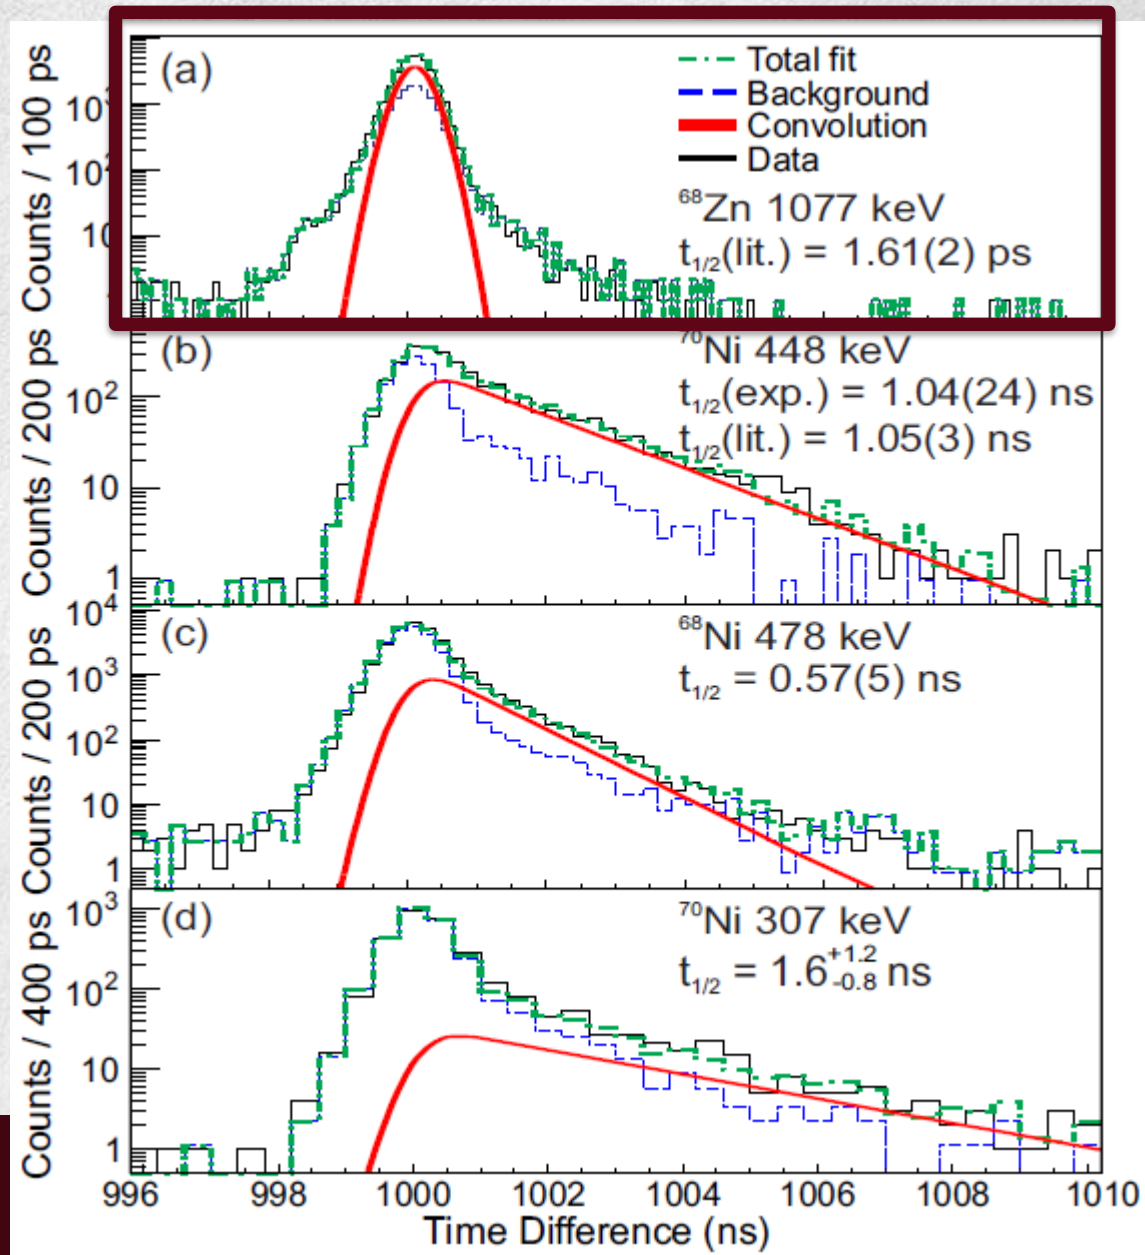 (a)
Total fit
Background
Convolution
Data
⁶⁸Zn 1077 keV
t₁/₂(lit.) = 1.61(2) ps
Counts / 100 ps
10²
10
(b)
⁷⁰Ni 448 keV
t₁/₂(exp.) = 1.04(24) ns
t₁/₂(lit.) = 1.05(3) ns
Counts / 200 ps
10²
10
1
(c)
⁶⁸Ni 478 keV
t₁/₂ = 0.57(5) ns
Counts / 200 ps
10⁴
10³
10²
10
1
(d)
⁷⁰Ni 307 keV
t₁/₂ = 1.6 +1.2 -0.8 ns
Counts / 400 ps
10³
10²
10
1
996 998 1000 1002 1004 1006 1008 1010
Time Difference (ns)